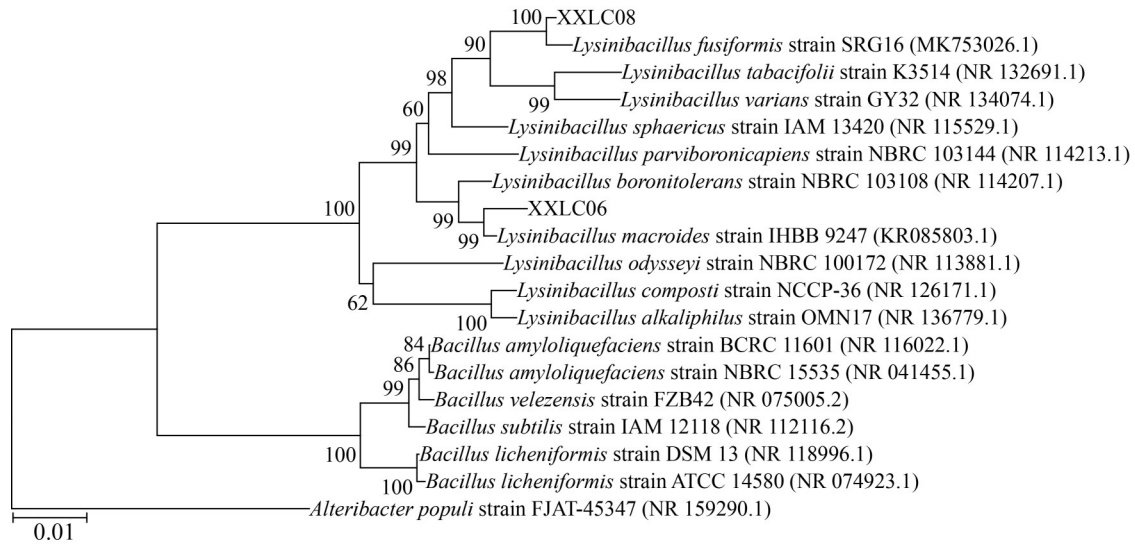 100 XXLC08
Lysinibacillus fusiformis strain SRG16 (MK753026.1)
90
Lysinibacillus tabacifolii strain K3514 (NR 132691.1)
98
99 Lysinibacillus varians strain GY32 (NR 134074.1)
60
Lysinibacillus sphaericus strain IAM 13420 (NR 115529.1)
99
Lysinibacillus parviboronicapiens strain NBRC 103144 (NR 114213.1)
Lysinibacillus boronitolerans strain NBRC 103108 (NR 114207.1)
100
XXLC06
99
99 Lysinibacillus macroides strain IHBB 9247 (KR085803.1)
Lysinibacillus odysseyi strain NBRC 100172 (NR 113881.1)
Lysinibacillus composti strain NCCP-36 (NR 126171.1)
62
100 Lysinibacillus alkaliphilus strain OMN17 (NR 136779.1)
84 Bacillus amyloliquefaciens strain BCRC 11601 (NR 116022.1)
86
Bacillus amyloliquefaciens strain NBRC 15535 (NR 041455.1)
99
Bacillus velezensis strain FZB42 (NR 075005.2)
Bacillus subtilis strain IAM 12118 (NR 112116.2)
100
Bacillus licheniformis strain DSM 13 (NR 118996.1)
100 Bacillus licheniformis strain ATCC 14580 (NR 074923.1)
Alteribacter populi strain FJAT-45347 (NR 159290.1)
0.01